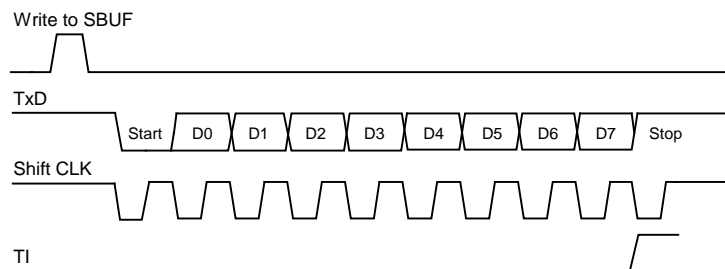 Write to SBUF
TxD
Start D0 D1 D2 D3 D4 D5 D6 D7 Stop
Shift CLK
TI